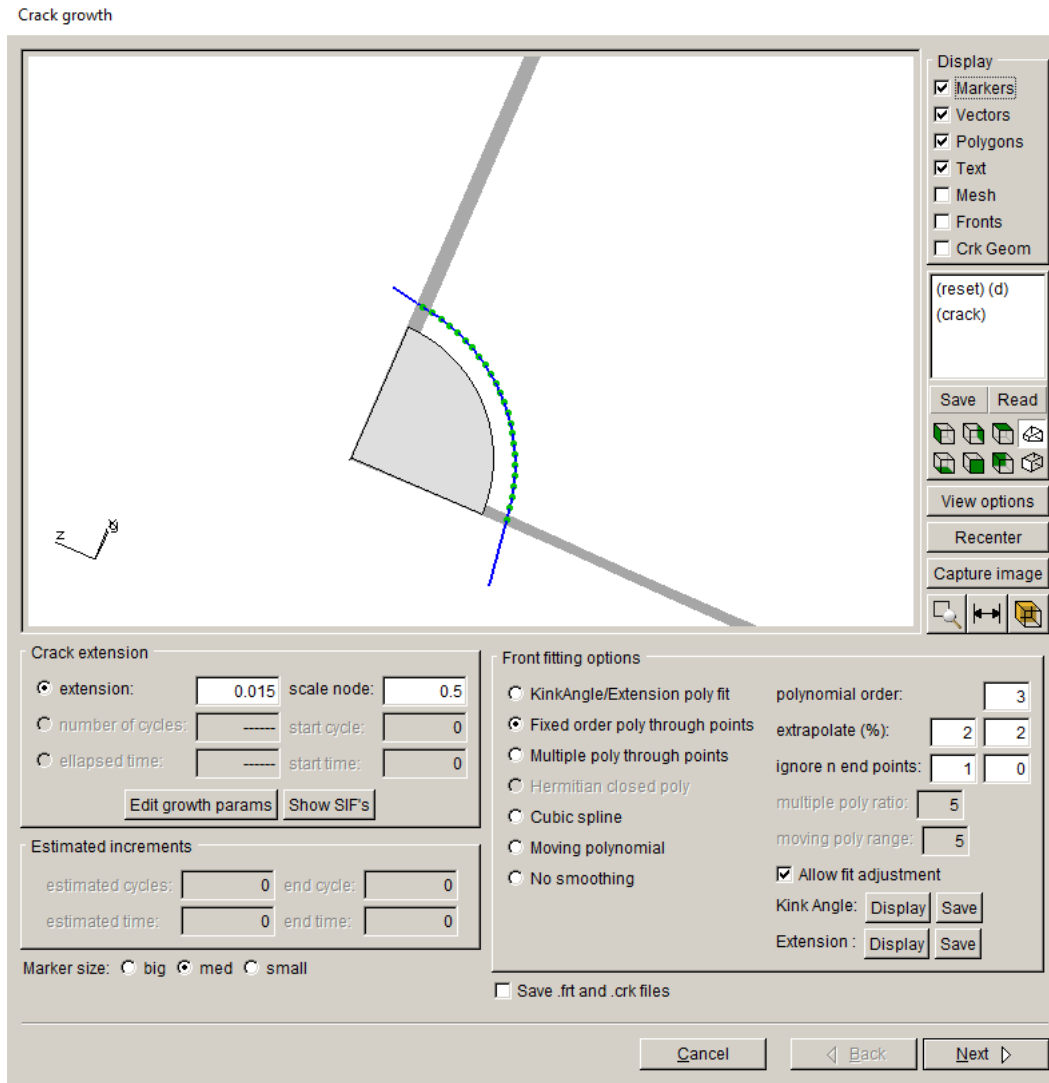 Crack growth
Display
Markers
Vectors
Polygons
Text
Mesh
Fronts
Crk Geom
(reset) (d)
(crack)
Save Read
View options
Recenter
Capture image
z
Crack extension
extension: 0.015 scale node: 0.5
number of cycles: ------ start cycle: 0
ellapsed time: ------ start time: 0
Edit growth params Show SIF's
Estimated increments
estimated cycles: 0 end cycle: 0
estimated time: 0 end time: 0
Marker size: big med small
Front fitting options
KinkAngle/Extension poly fit
Fixed order poly through points
Multiple poly through points
Hermitian closed poly
Cubic spline
Moving polynomial
No smoothing
polynomial order: 3
extrapolate (%): 2 2
ignore n end points: 1 0
multiple poly ratio: 5
moving poly range: 5
Allow fit adjustment
Kink Angle: Display Save
Extension : Display Save
Save .frt and .crk files
Cancel Back Next